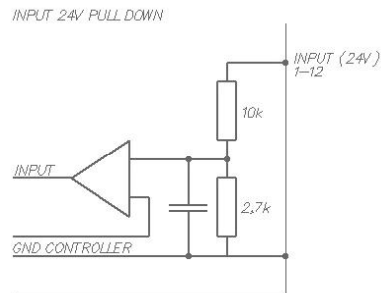 INPUT 24V PULL DOWN
INPUT (24V)
1-12
10k
INPUT
2,7k
GND CONTROLLER